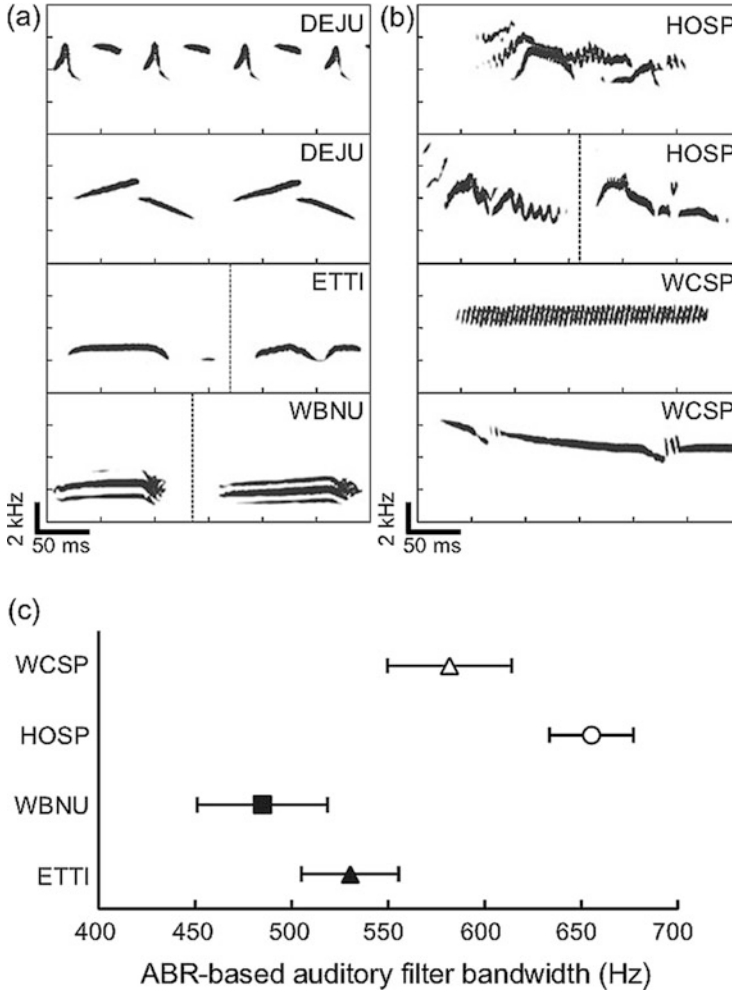 (a)
DEJU
DEJU
ETTI
WBNU
2 kHz
50 ms
(b)
HOSP
HOSP
WCSP
WCSP
2 kHz
50 ms
(c)
WCSP
HOSP
WBNU
ETTI
400 450 500 550 600 650 700
ABR-based auditory filter bandwidth (Hz)